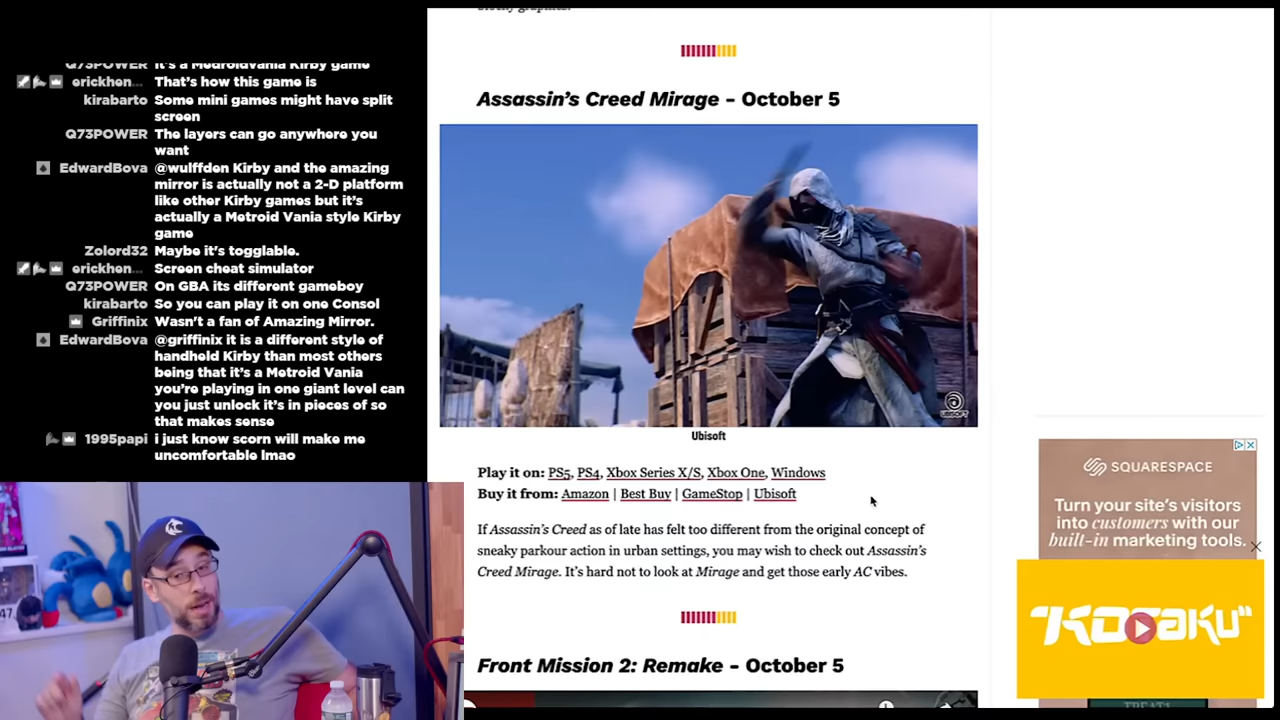 Q73POWER It's a MedroidVania Kirby game
erickhen... That's how this game is
kirabarto Some mini games might have split
screen
Q73POWER The layers can go anywhere you
want
EdwardBova @wulffden Kirby and the amazing
mirror is actually not a 2-D platform
like other Kirby games but it's
actually a Metroid Vania style Kirby
game
Zolord32 Maybe it's togglable.
erickhen... Screen cheat simulator
Q73POWER On GBA its different gameboy
kirabarto So you can play it on one Consol
Griffinix Wasn't a fan of Amazing Mirror.
EdwardBova @griffinix it is a different style of
handheld Kirby than most others
being that it's a Metroid Vania
you're playing in one giant level can
you just unlock it's in pieces of so
that makes sense
1995papi i just know scorn will make me
uncomfortable lmao
47
Assassin's Creed Mirage - October 5
UBISOFT
Ubisoft
Play it on: PS5, PS4, Xbox Series X/S, Xbox One, Windows
Buy it from: Amazon | Best Buy | GameStop | Ubisoft
If Assassin's Creed as of late has felt too different from the original concept of
sneaky parkour action in urban settings, you may wish to check out Assassin's
Creed Mirage. It's hard not to look at Mirage and get those early AC vibes.
Front Mission 2: Remake - October 5
SQUARESPACE
Turn your site's visitors
into customers with our
built-in marketing tools.
KOTAKU